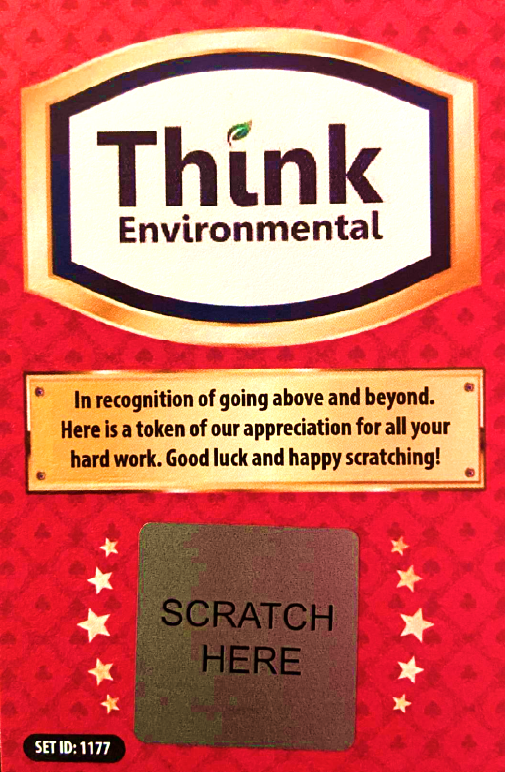 Think
Environmental
In recognition of going above and beyond.
Here is a token of our appreciation for all your
hard work. Good luck and happy scratching!
SCRATCH
HERE
SET ID: 1177